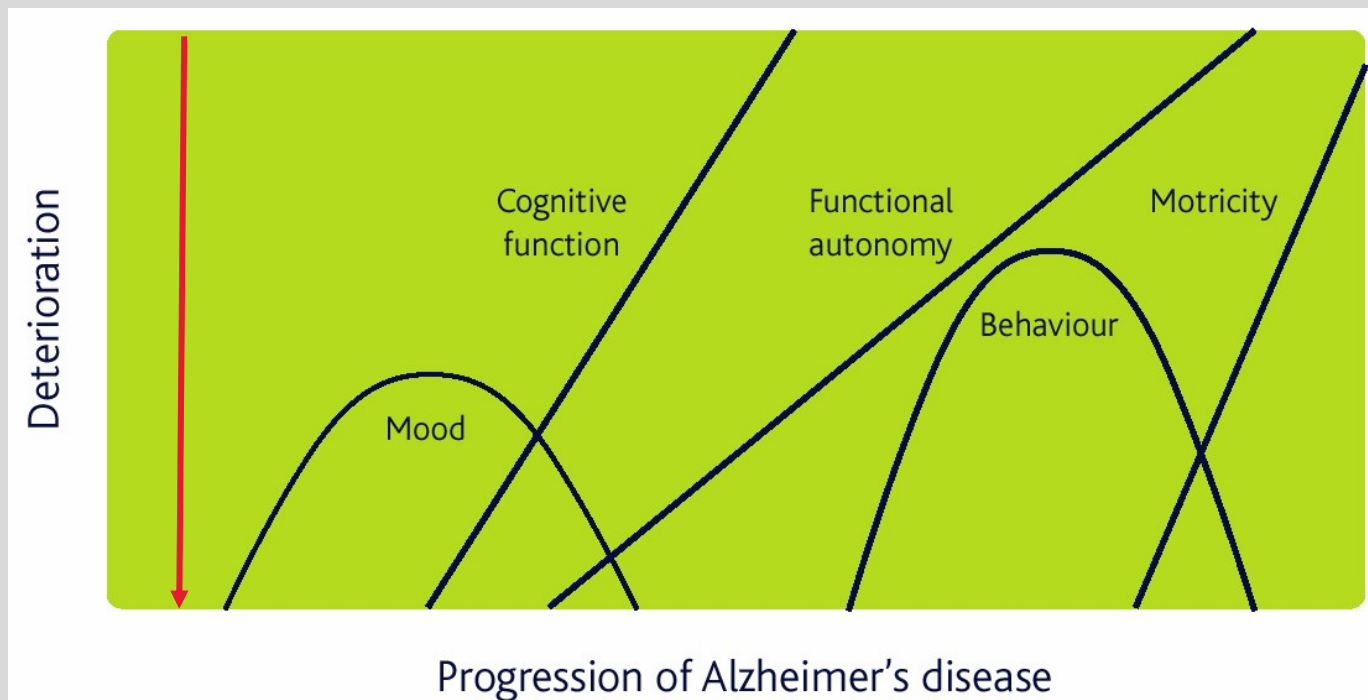 Deterioration
Cognitive
function
Functional
autonomy
Motricity
Behaviour
Mood
Progression of Alzheimer’s disease